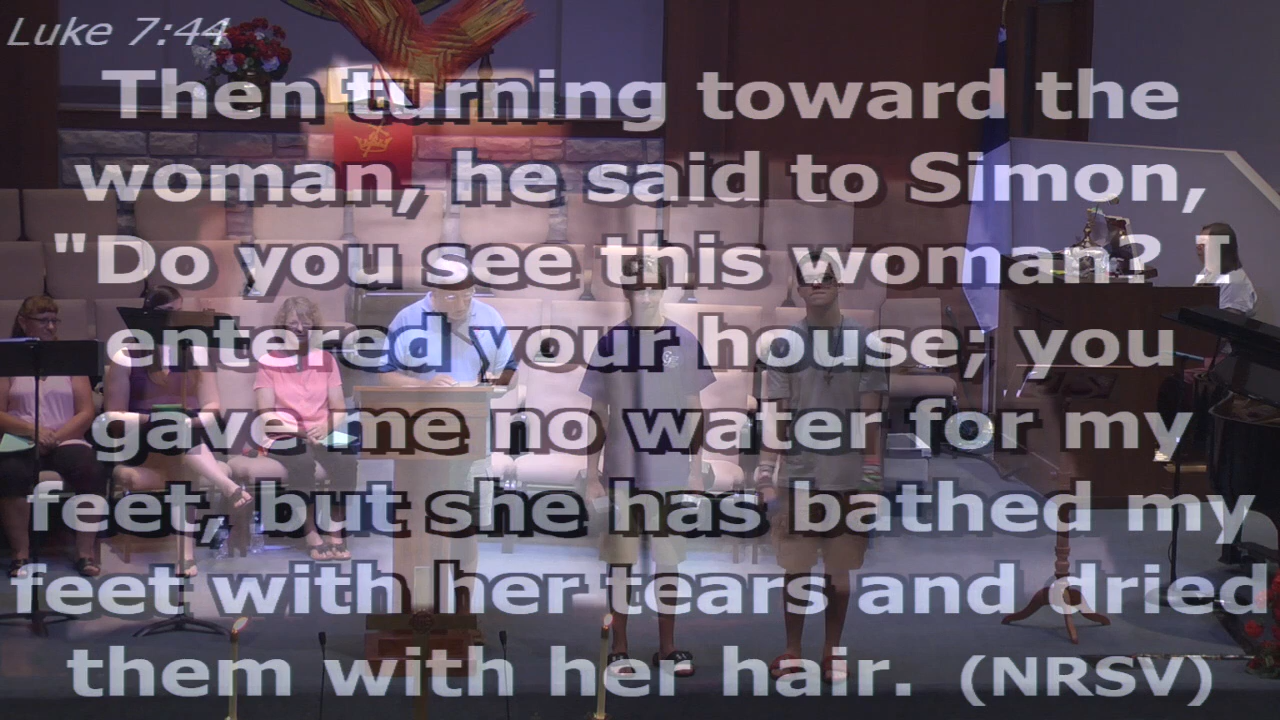 Luke 7:44
Then turning toward the
woman, he said to Simon,
"Do you see this woman? I
entered your house; you
gave me no water for my
feet, but she has bathed my
feet with her tears and dried
them with her hair. (NRSV)